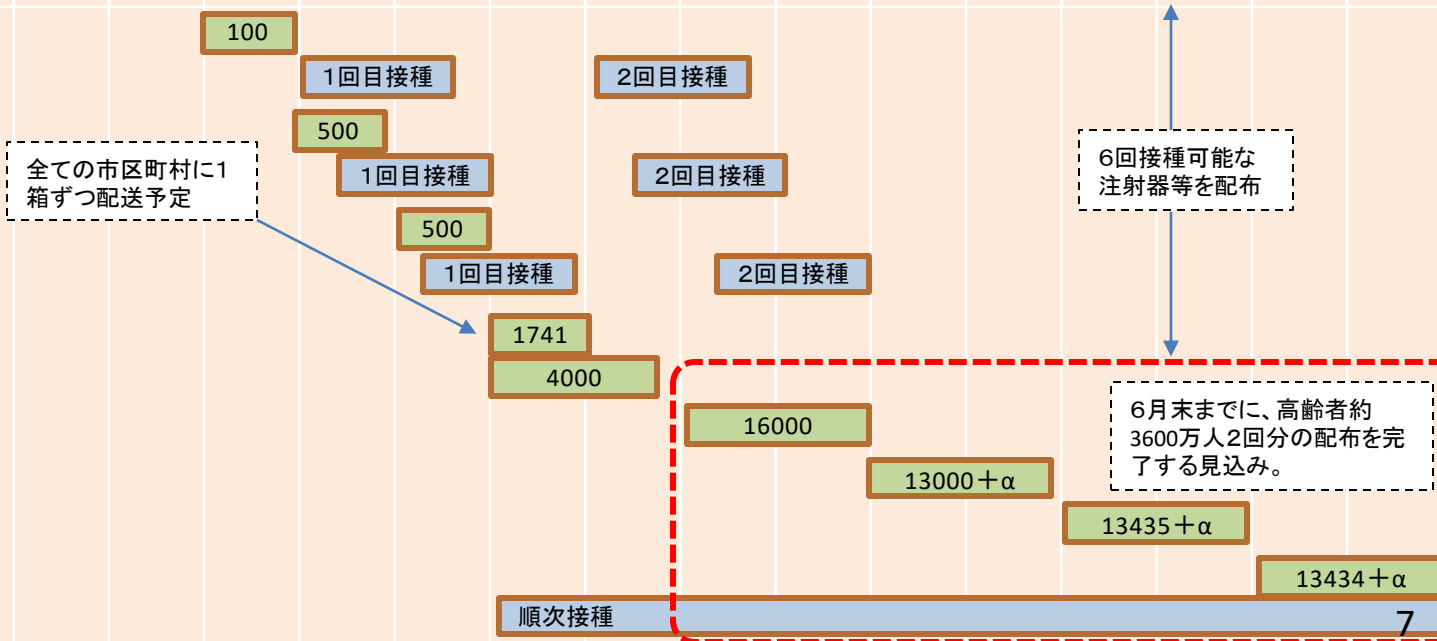 100
1回目接種
2回目接種
500
全ての市区町村に1
箱ずつ配送予定
1回目接種
2回目接種
6回接種可能な
注射器等を配布
500
1回目接種
2回目接種
1741
4000
16000
6月末までに、高齢者約
3600万人2回分の配布を完
了する見込み。
13000+α
13435+α
13434+α
順次接種
7